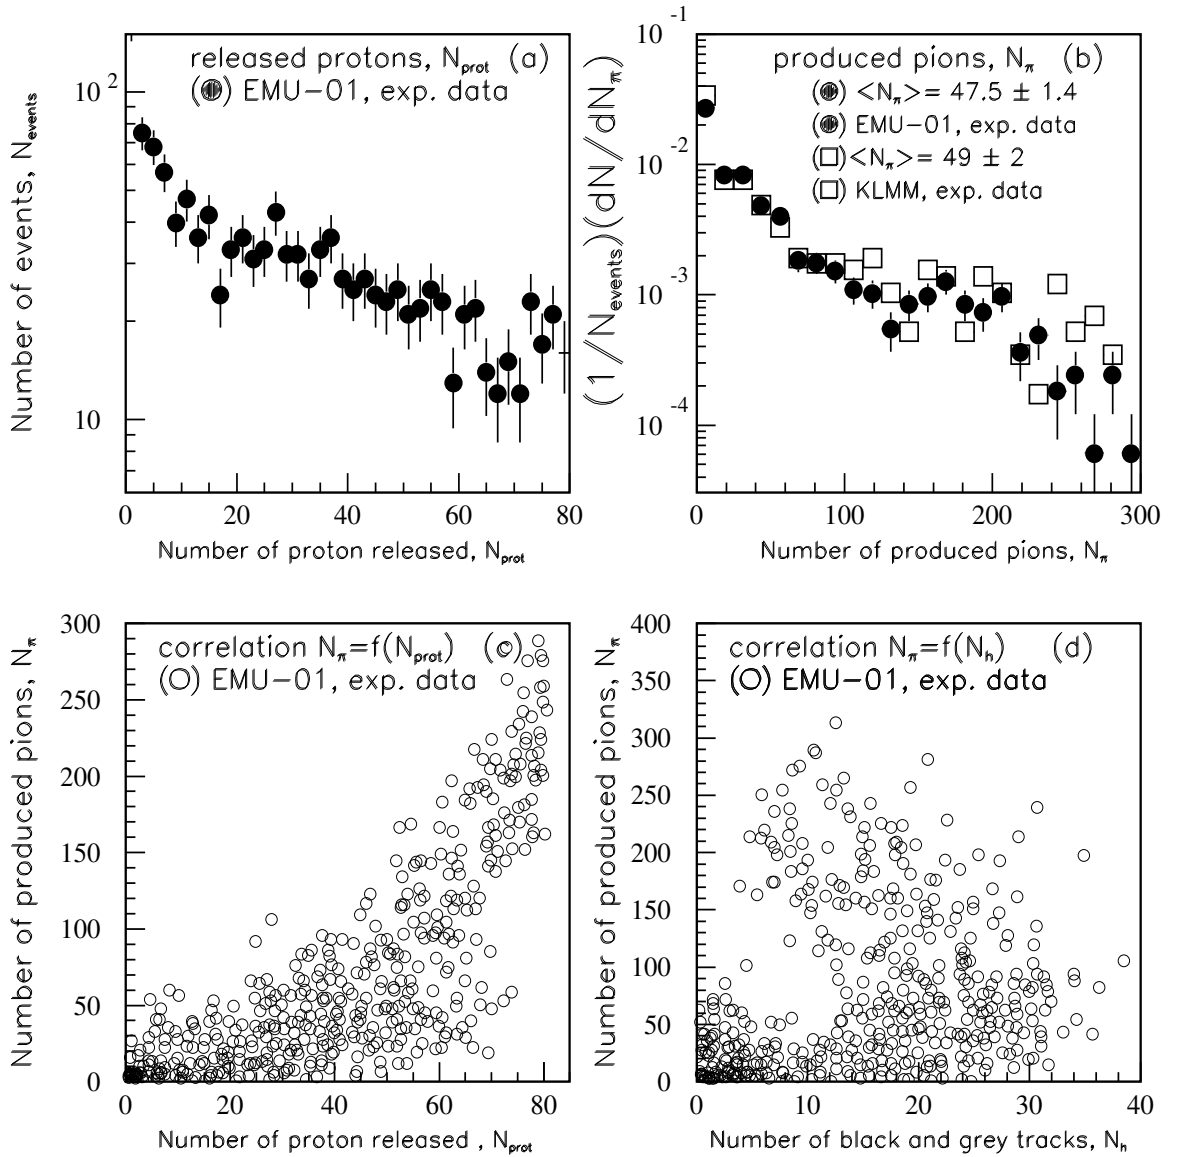 released protons, N_prot (a)
(●) EMU-01, exp. data
Number of events, N_events
10^2
10
0 20 40 60 80
Number of proton released, N_prot
produced pions, N_π (b)
(●) <N_π>= 47.5 ± 1.4
(●) EMU-01, exp. data
(□) <N_π>= 49 ± 2
(□) KLMM, exp. data
(1/N_events)(dN/dN_π)
10^-1
10^-2
10^-3
10^-4
0 100 200 300
Number of produced pions, N_π
correlation N_π=f(N_prot) (c)
(○) EMU-01, exp. data
Number of produced pions, N_π
300
250
200
150
100
50
0
0 20 40 60 80
Number of proton released , N_prot
correlation N_π=f(N_h) (d)
(○) EMU-01, exp. data
Number of produced pions, N_π
400
350
300
250
200
150
100
50
0
0 10 20 30 40
Number of black and grey tracks, N_h